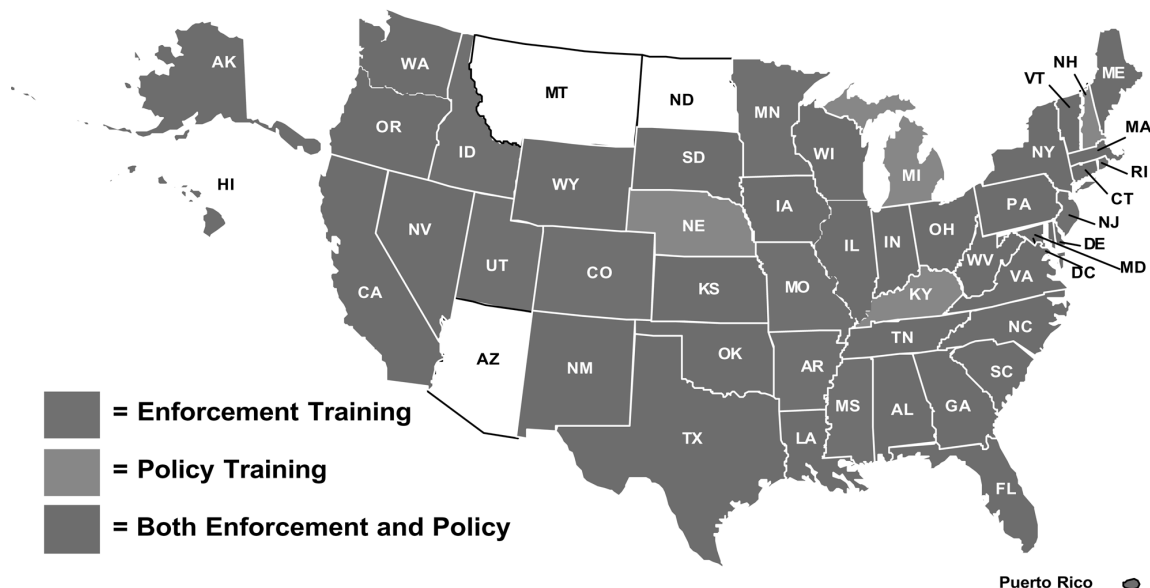 AK
WA
MT
ND
MN
VT
NH
ME
OR
ID
SD
WI
MI
NY
MA
RI
WY
NE
IA
PA
CT
NJ
HI
NV
UT
CO
IL
IN
OH
WV
DE
MD
DC
VA
CA
KS
MO
KY
NC
AZ
NM
OK
AR
TN
SC
TX
LA
MS
AL
GA
FL
= Enforcement Training
= Policy Training
= Both Enforcement and Policy
Puerto Rico